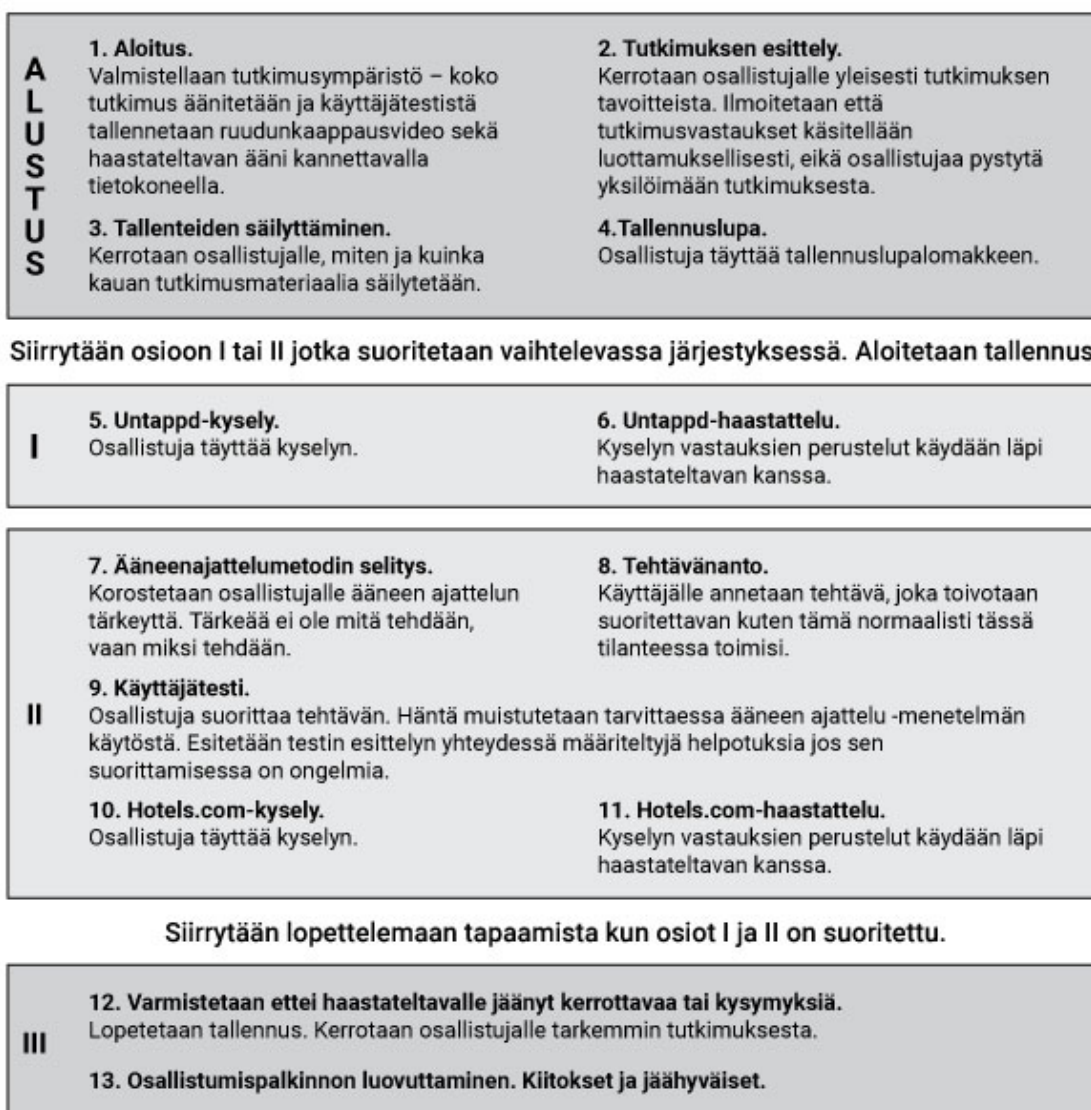 ALUSTUS
1. Aloitus.
Valmistellaan tutkimusympäristö – koko
tutkimus äänitetään ja käyttäjätestistä
tallennetaan ruudunkaappausvideo sekä
haastateltavan ääni kannettavalla
tietokoneella.
2. Tutkimuksen esittely.
Kerrotaan osallistujalle yleisesti tutkimuksen
tavoitteista. Ilmoitetaan että
tutkimusvastaukset käsitellään
luottamuksellisesti, eikä osallistujaa pystytä
yksilöimään tutkimuksesta.
3. Tallenteiden säilyttäminen.
Kerrotaan osallistujalle, miten ja kuinka
kauan tutkimusmateriaalia säilytetään.
4.Tallennuslupa.
Osallistuja täyttää tallennuslupalomakkeen.
Siirrytään osioon I tai II jotka suoritetaan vaihtelevassa järjestyksessä. Aloitetaan tallennus
I
5. Untappd-kysely.
Osallistuja täyttää kyselyn.
6. Untappd-haastattelu.
Kyselyn vastauksien perustelut käydään läpi
haastateltavan kanssa.
II
7. Ääneenajattelumetodin selitys.
Korostetaan osallistujalle ääneen ajattelun
tärkeyttä. Tärkeää ei ole mitä tehdään,
vaan miksi tehdään.
8. Tehtävänanto.
Käyttäjälle annetaan tehtävä, joka toivotaan
suoritettavan kuten tämä normaalisti tässä
tilanteessa toimisi.
9. Käyttäjätesti.
Osallistuja suorittaa tehtävän. Häntä muistutetaan tarvittaessa ääneen ajattelu -menetelmän
käytöstä. Esitetään testin esittelyn yhteydessä määriteltyjä helpotuksia jos sen
suorittamisessa on ongelmia.
10. Hotels.com-kysely.
Osallistuja täyttää kyselyn.
11. Hotels.com-haastattelu.
Kyselyn vastauksien perustelut käydään läpi
haastateltavan kanssa.
Siirrytään lopettelemaan tapaamista kun osiot I ja II on suoritettu.
III
12. Varmistetaan ettei haastateltavalle jäänyt kerrottavaa tai kysymyksiä.
Lopetetaan tallennus. Kerrotaan osallistujalle tarkemmin tutkimuksesta.
13. Osallistumispalkinnon luovuttaminen. Kiitokset ja jäähyväiset.